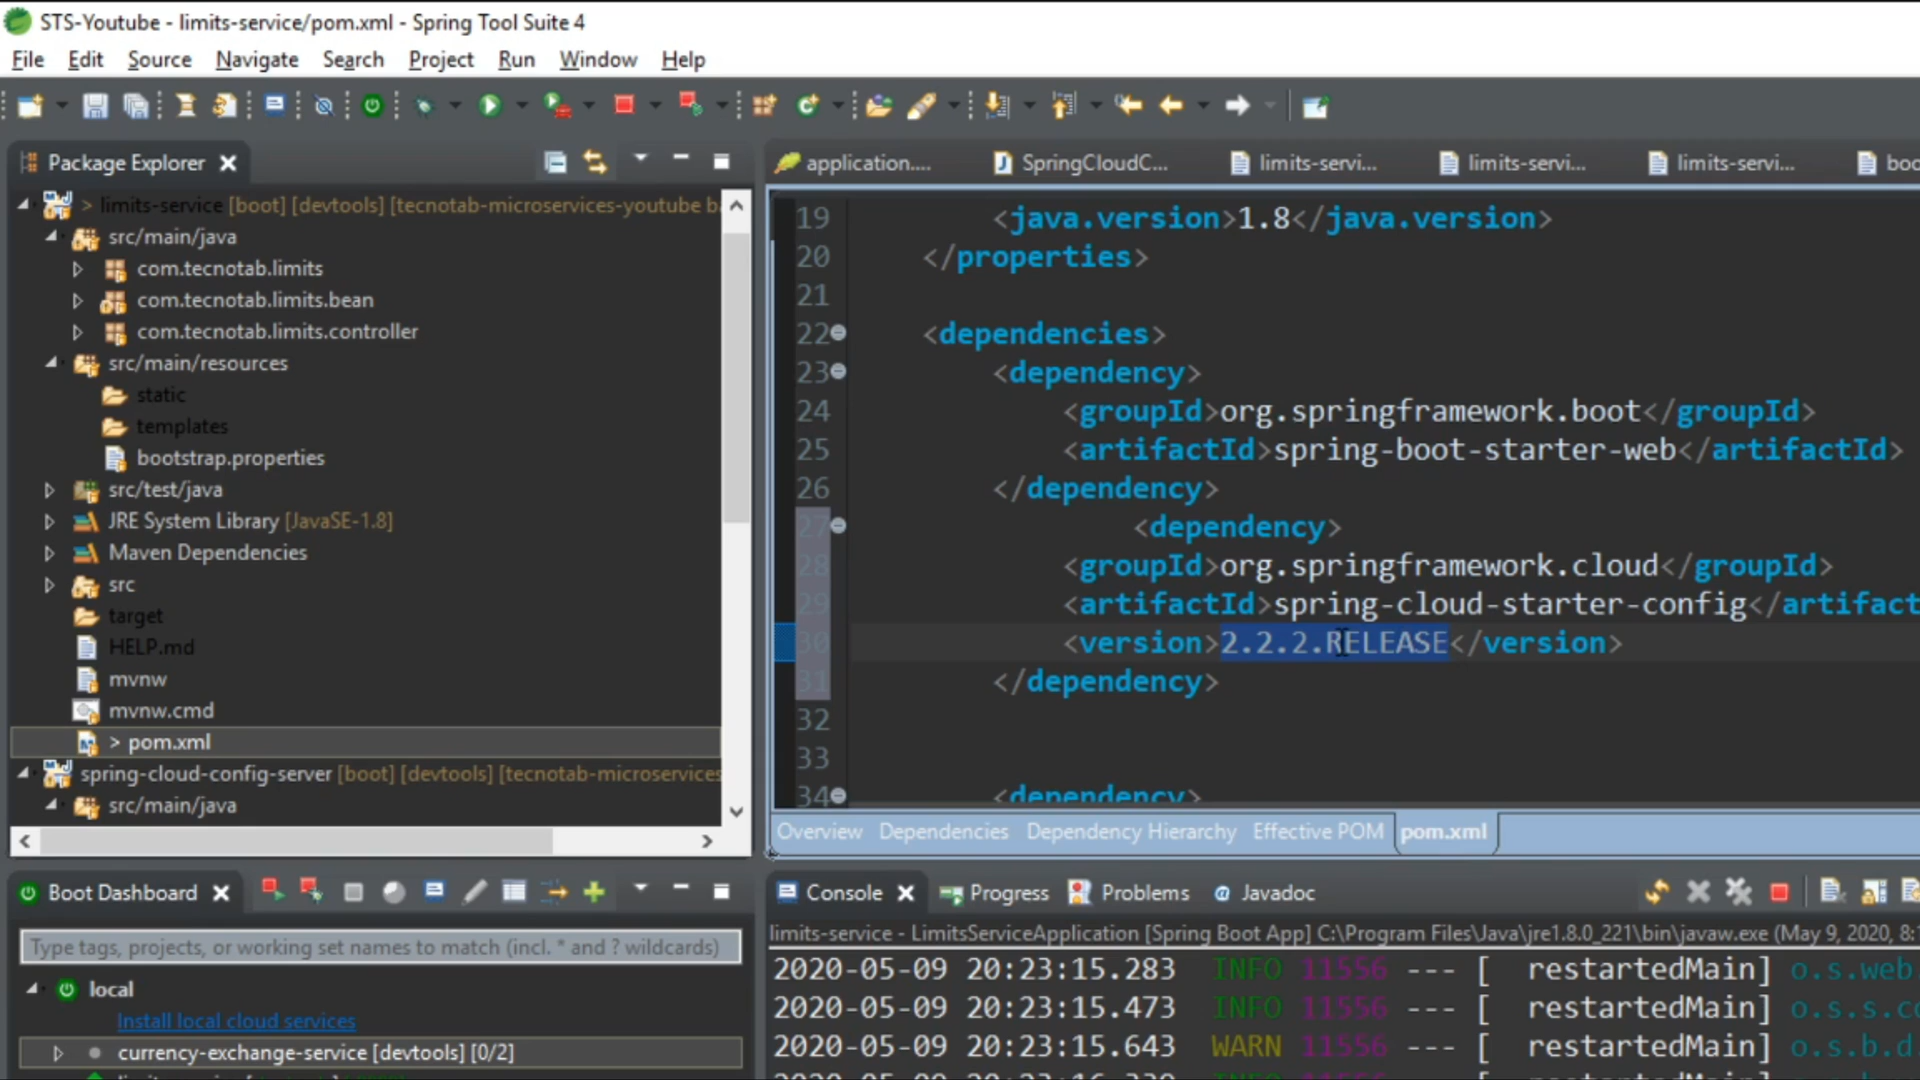 STS-Youtube - limits-service/pom.xml - Spring Tool Suite 4
File Edit Source Navigate Search Project Run Window Help
Package Explorer
> limits-service [boot] [devtools] [tecnotab-microservices-youtube b
src/main/java
com.tecnotab.limits
com.tecnotab.limits.bean
com.tecnotab.limits.controller
src/main/resources
static
templates
bootstrap.properties
src/test/java
JRE System Library [JavaSE-1.8]
Maven Dependencies
src
target
HELP.md
mvnw
mvnw.cmd
> pom.xml
spring-cloud-config-server [boot] [devtools] [tecnotab-microservices
src/main/java
application....
SpringCloudC...
limits-servi...
limits-servi...
limits-servi...
boo
19 <java.version>1.8</java.version>
20 </properties>
21
22 <dependencies>
23 <dependency>
24 <groupId>org.springframework.boot</groupId>
25 <artifactId>spring-boot-starter-web</artifactId>
26 </dependency>
27 <dependency>
28 <groupId>org.springframework.cloud</groupId>
29 <artifactId>spring-cloud-starter-config</artifact
30 <version>2.2.2.RELEASE</version>
31 </dependency>
32
33
34 <dependency>
Overview Dependencies Dependency Hierarchy Effective POM pom.xml
Boot Dashboard
Type tags, projects, or working set names to match (incl. * and ? wildcards)
local
Install local cloud services
currency-exchange-service [devtools] [0/2]
Console Progress Problems @ Javadoc
limits-service - LimitsServiceApplication [Spring Boot App] C:\Program Files\Java\jre1.8.0_221\bin\javaw.exe (May 9, 2020, 8:1
2020-05-09 20:23:15.283 INFO 11556 --- [ restartedMain] o.s.web
2020-05-09 20:23:15.473 INFO 11556 --- [ restartedMain] o.s.s.co
2020-05-09 20:23:15.643 WARN 11556 --- [ restartedMain] o.s.b.d